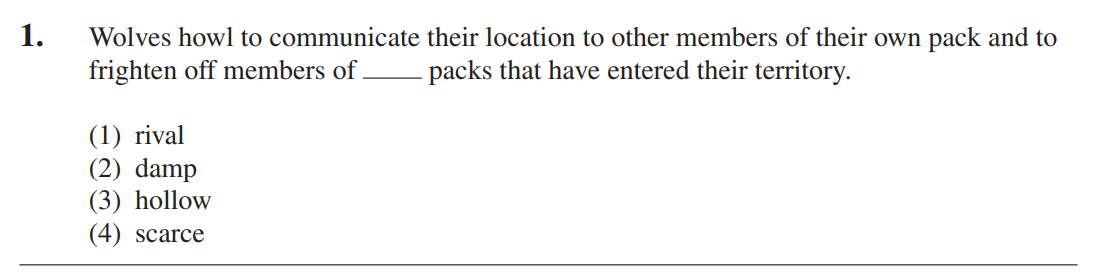 1. Wolves howl to communicate their location to other members of their own pack and to
frighten off members of ____ packs that have entered their territory.
(1) rival
(2) damp
(3) hollow
(4) scarce